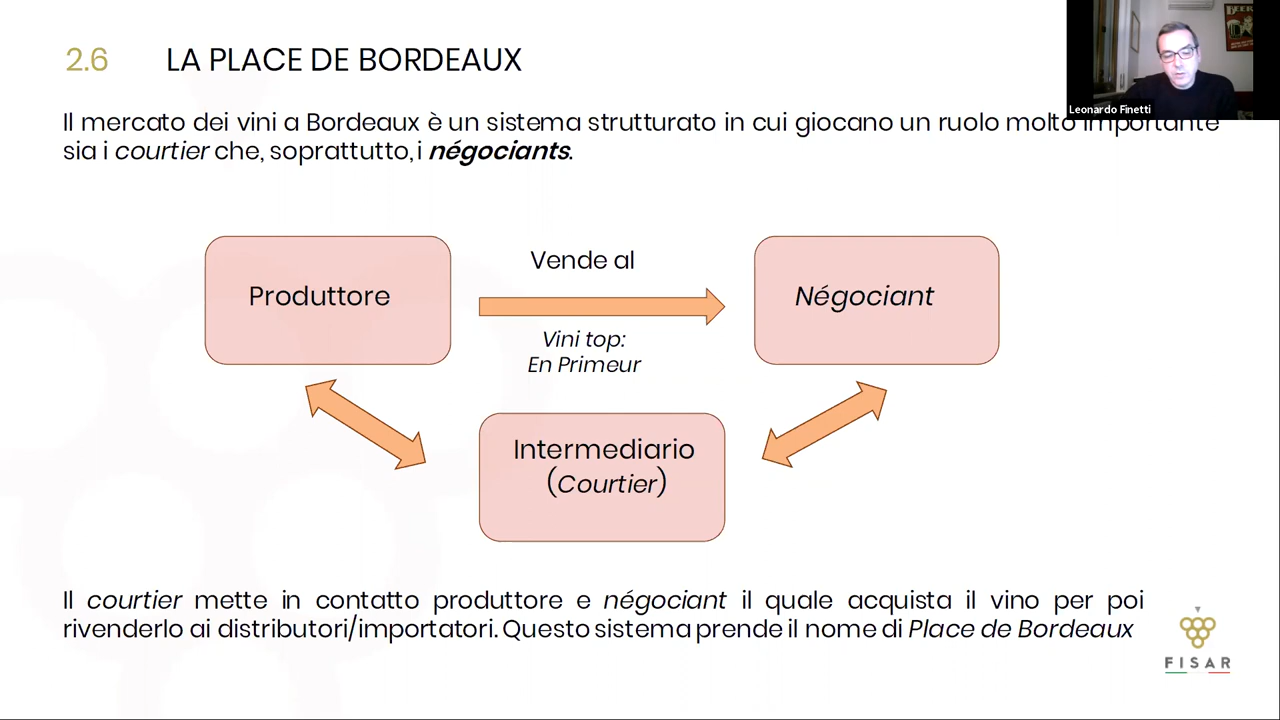 2.6 LA PLACE DE BORDEAUX
BEER
Leonardo Finetti
Il mercato dei vini a Bordeaux è un sistema strutturato in cui giocano un ruolo molto importante
sia i courtier che, soprattutto, i négociants.
Vende al
Produttore
Négociant
Vini top:
En Primeur
Intermediario
(Courtier)
Il courtier mette in contatto produttore e négociant il quale acquista il vino per poi
rivenderlo ai distributori/importatori. Questo sistema prende il nome di Place de Bordeaux
FISAR